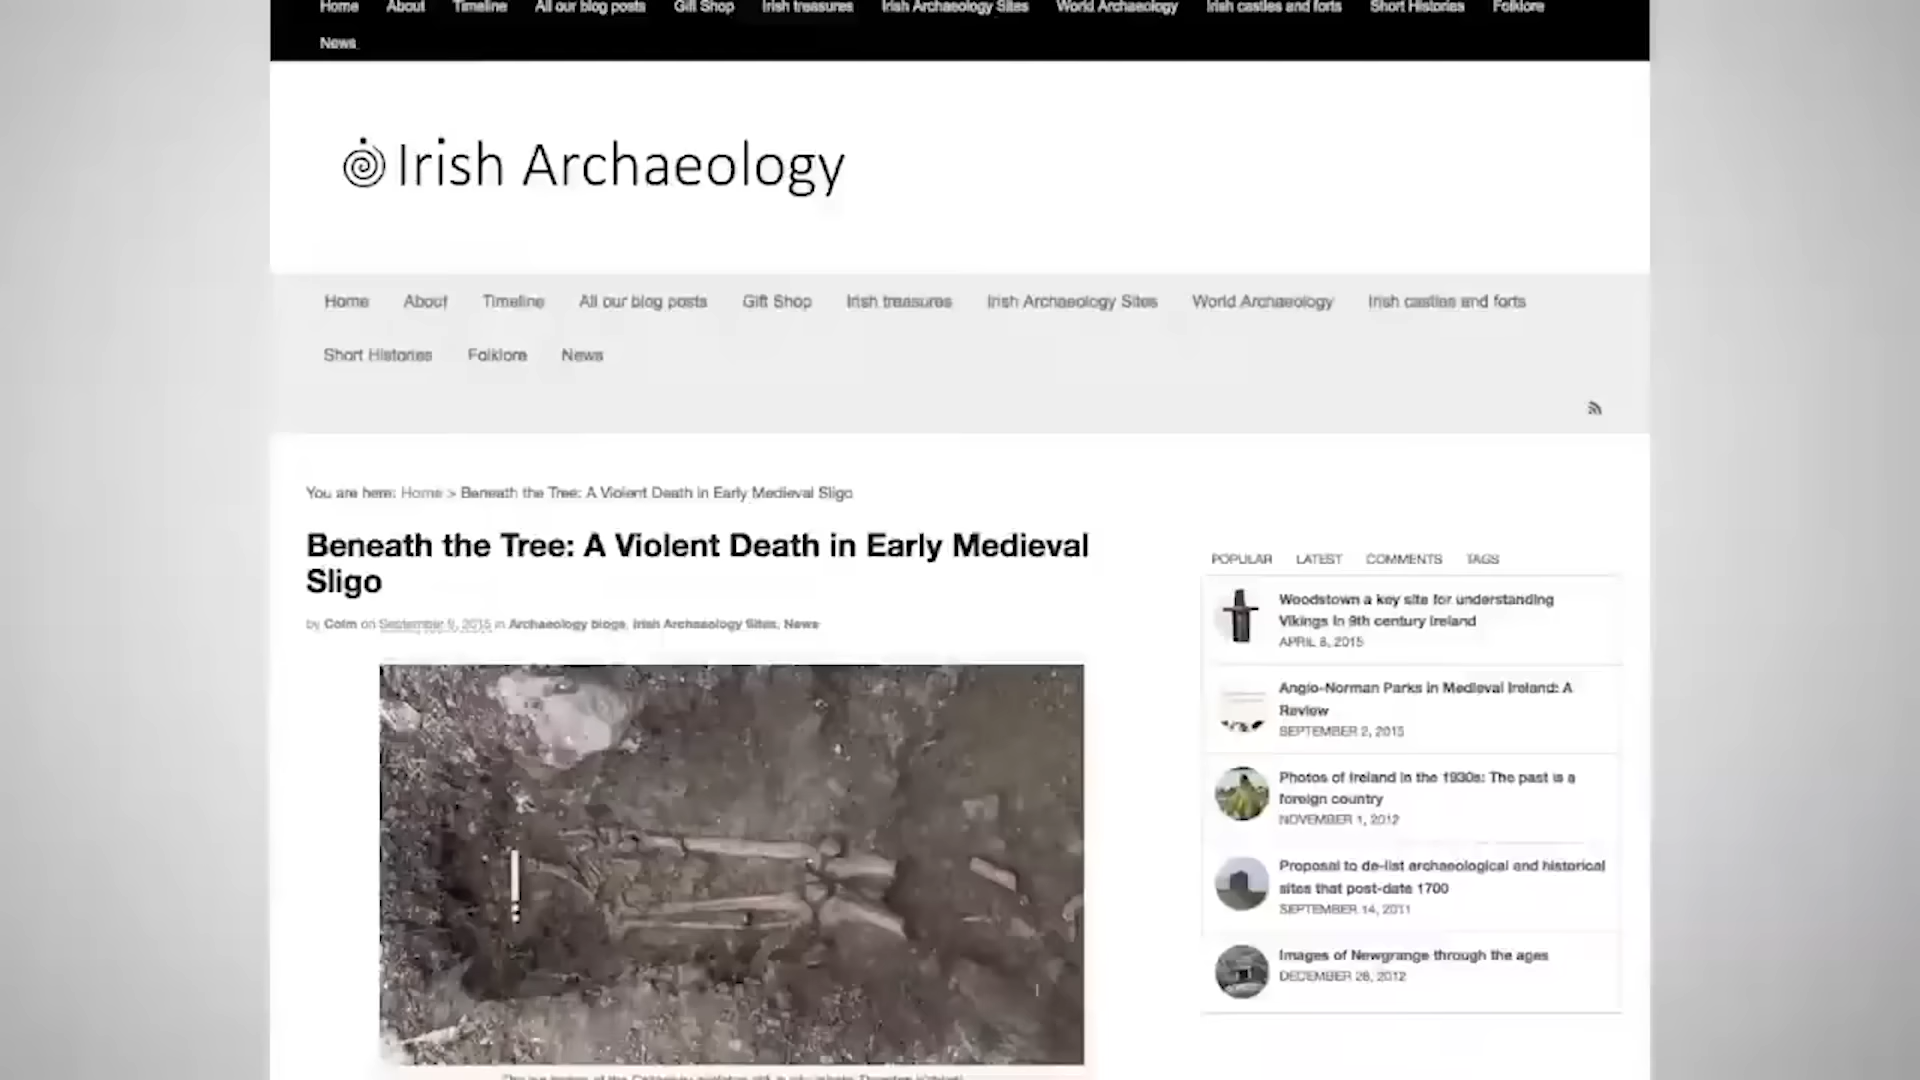 Home About Timeline All our blog posts Gift Shop Irish treasures Irish Archaeology Sites World Archaeology Irish castles and forts Short Histories Folklore
News
Irish Archaeology
Home About Timeline All our blog posts Gift Shop Irish treasures Irish Archaeology Sites World Archaeology Irish castles and forts
Short Histories Folklore News
You are here: Home > Beneath the Tree: A Violent Death in Early Medieval Sligo
Beneath the Tree: A Violent Death in Early Medieval
Sligo
by Colm on September 9, 2015 in Archaeology blogs, Irish Archaeology Sites, News
POPULAR LATEST COMMENTS TAGS
Woodstown a key site for understanding
Vikings in 9th century Ireland
APRIL 8, 2015
Anglo-Norman Parks in Medieval Ireland: A
Review
SEPTEMBER 2, 2015
Photos of Ireland in the 1930s: The past is a
foreign country
NOVEMBER 1, 2012
Proposal to de-list archaeological and historical
sites that post-date 1700
SEPTEMBER 14, 2011
Images of Newgrange through the ages
DECEMBER 28, 2012